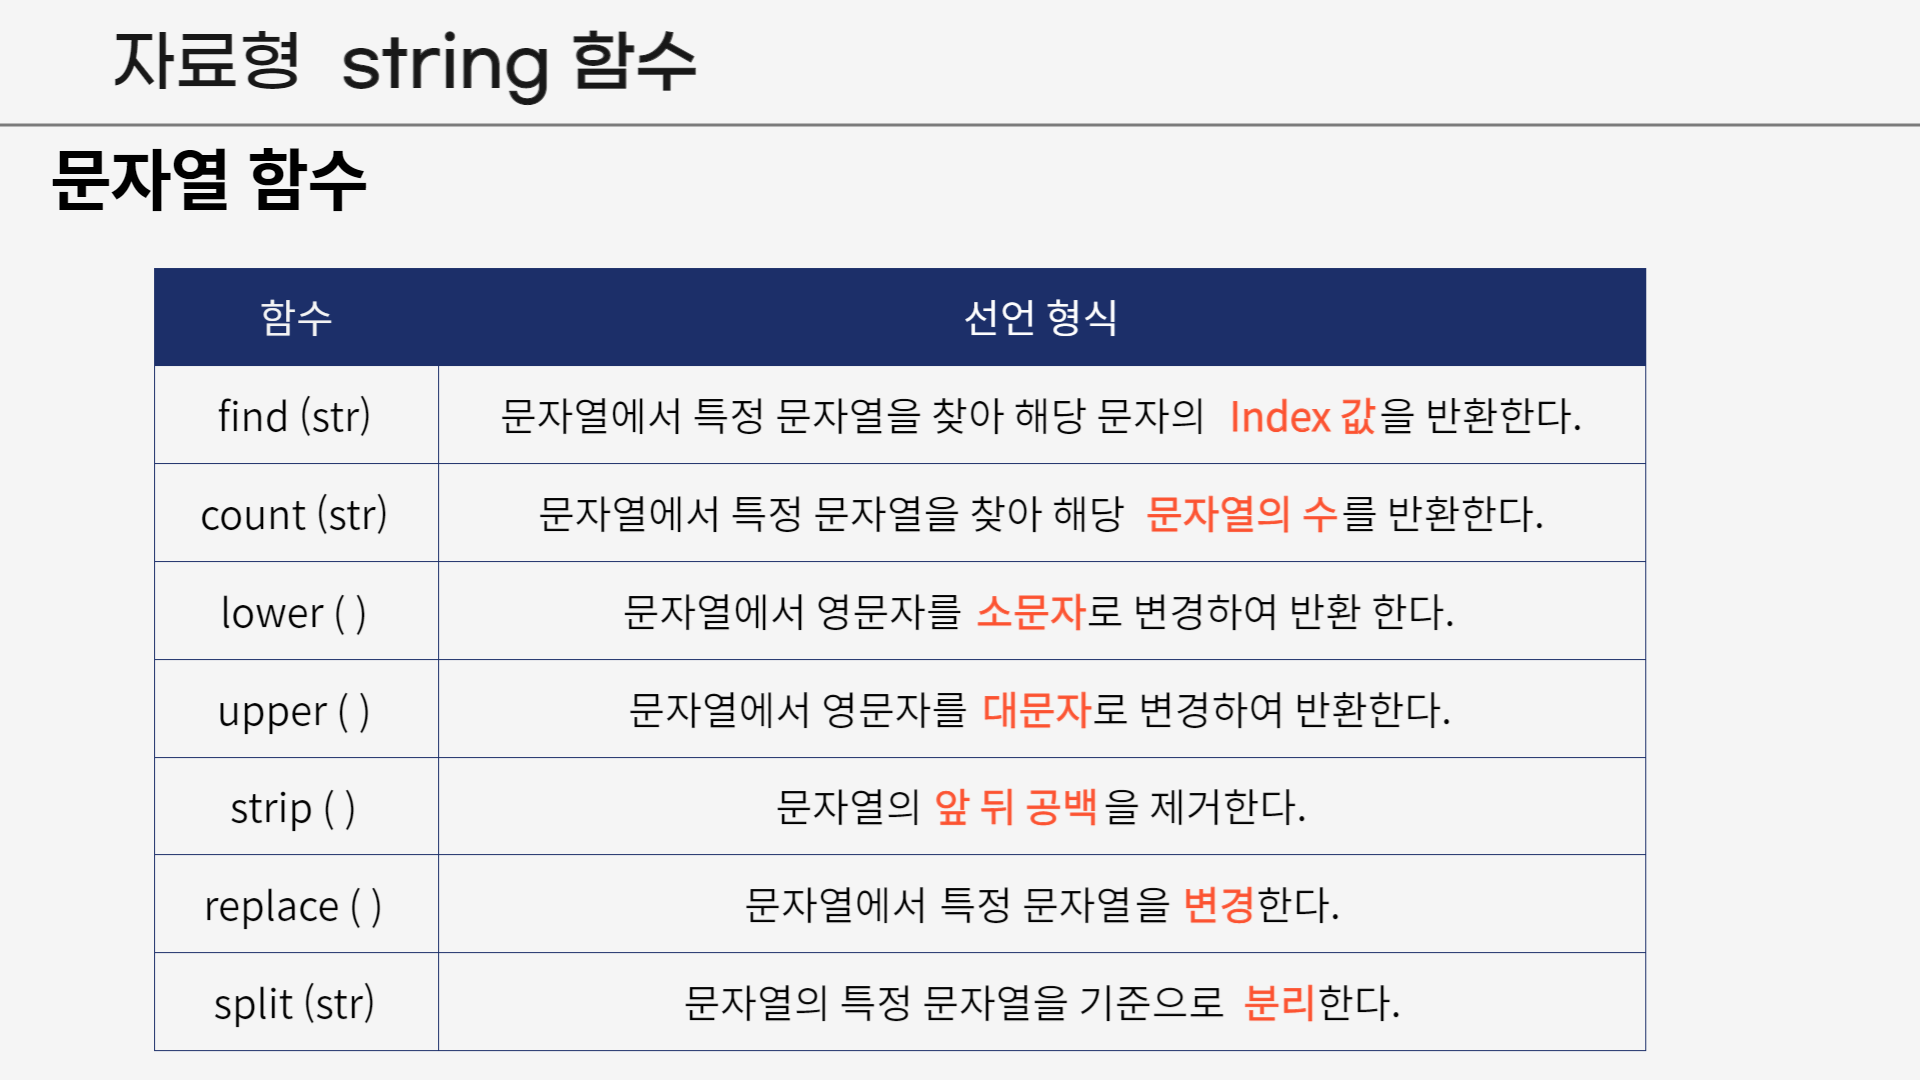 자료형 string 함수
문자열 함수
함수 선언 형식
find (str) 문자열에서 특정 문자열을 찾아 해당 문자의 Index 값을 반환한다.
count (str) 문자열에서 특정 문자열을 찾아 해당 문자열의 수를 반환한다.
lower ( ) 문자열에서 영문자를 소문자로 변경하여 반환 한다.
upper ( ) 문자열에서 영문자를 대문자로 변경하여 반환한다.
strip ( ) 문자열의 앞 뒤 공백을 제거한다.
replace ( ) 문자열에서 특정 문자열을 변경한다.
split (str) 문자열의 특정 문자열을 기준으로 분리한다.